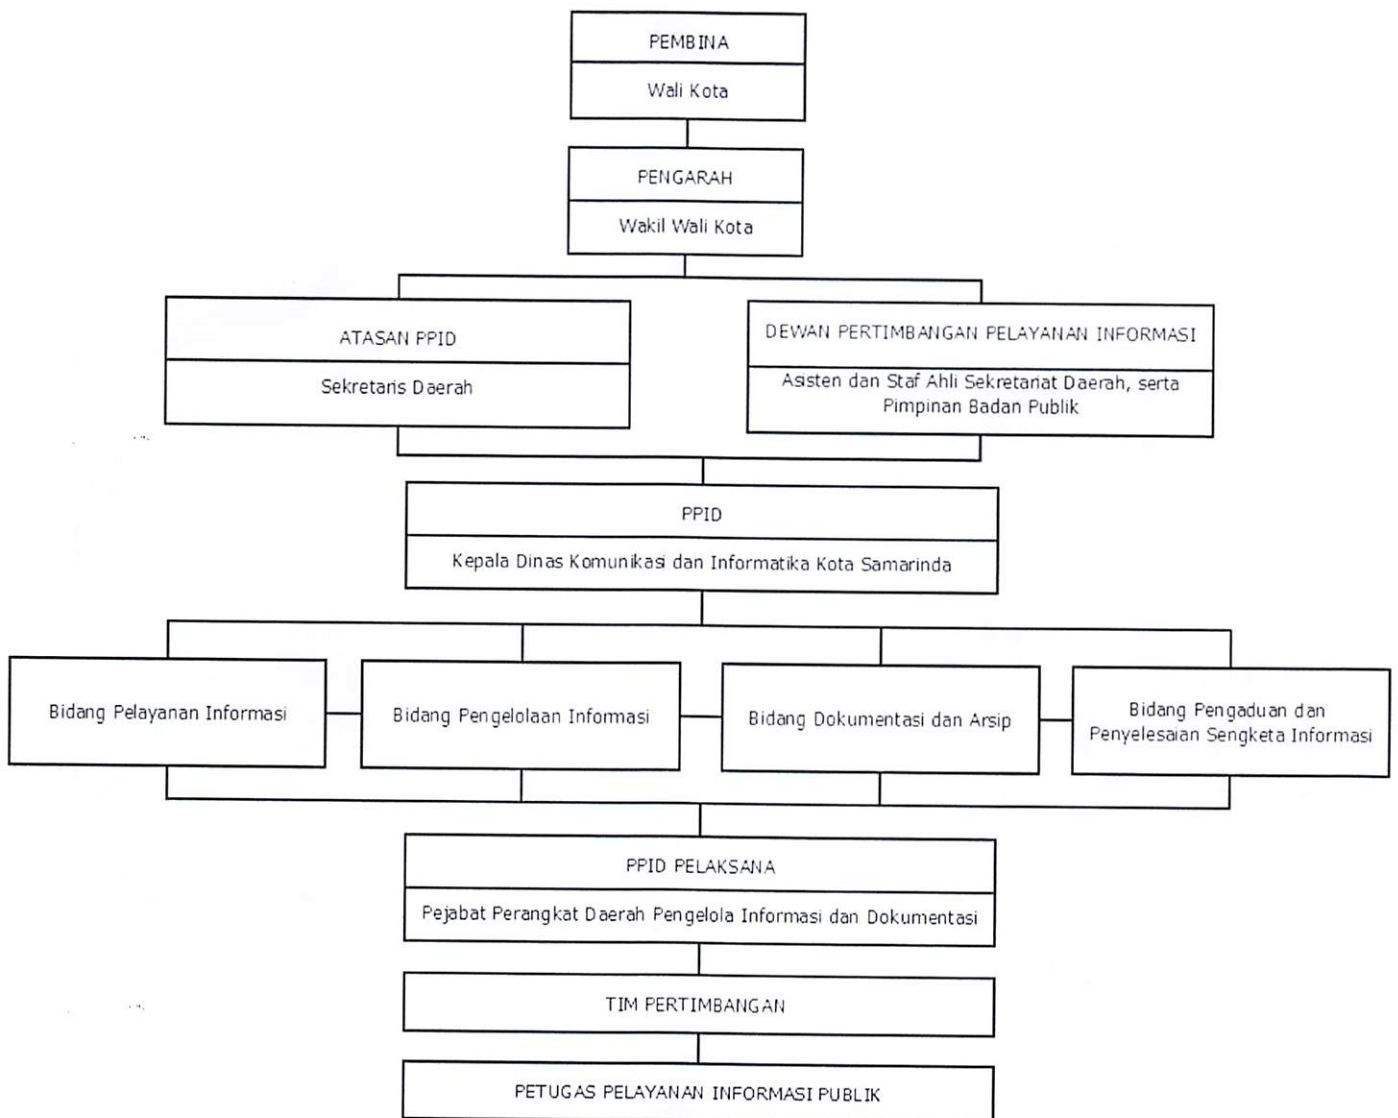 PEMBINA
Wali Kota
PENGARAH
Wakil Wali Kota
ATASAN PPID
Sekretaris Daerah
DEWAN PERTIMBANGAN PELAYANAN INFORMASI
Asisten dan Staf Ahli Sekretariat Daerah, serta
Pimpinan Badan Publik
PPID
Kepala Dinas Komunikasi dan Informatika Kota Samarinda
Bidang Pelayanan Informasi
Bidang Pengelolaan Informasi
Bidang Dokumentasi dan Arsip
Bidang Pengaduan dan
Penyelesaian Sengketa Informasi
PPID PELAKSANA
Pejabat Perangkat Daerah Pengelola Informasi dan Dokumentasi
TIM PERTIMBANGAN
PETUGAS PELAYANAN INFORMASI PUBLIK